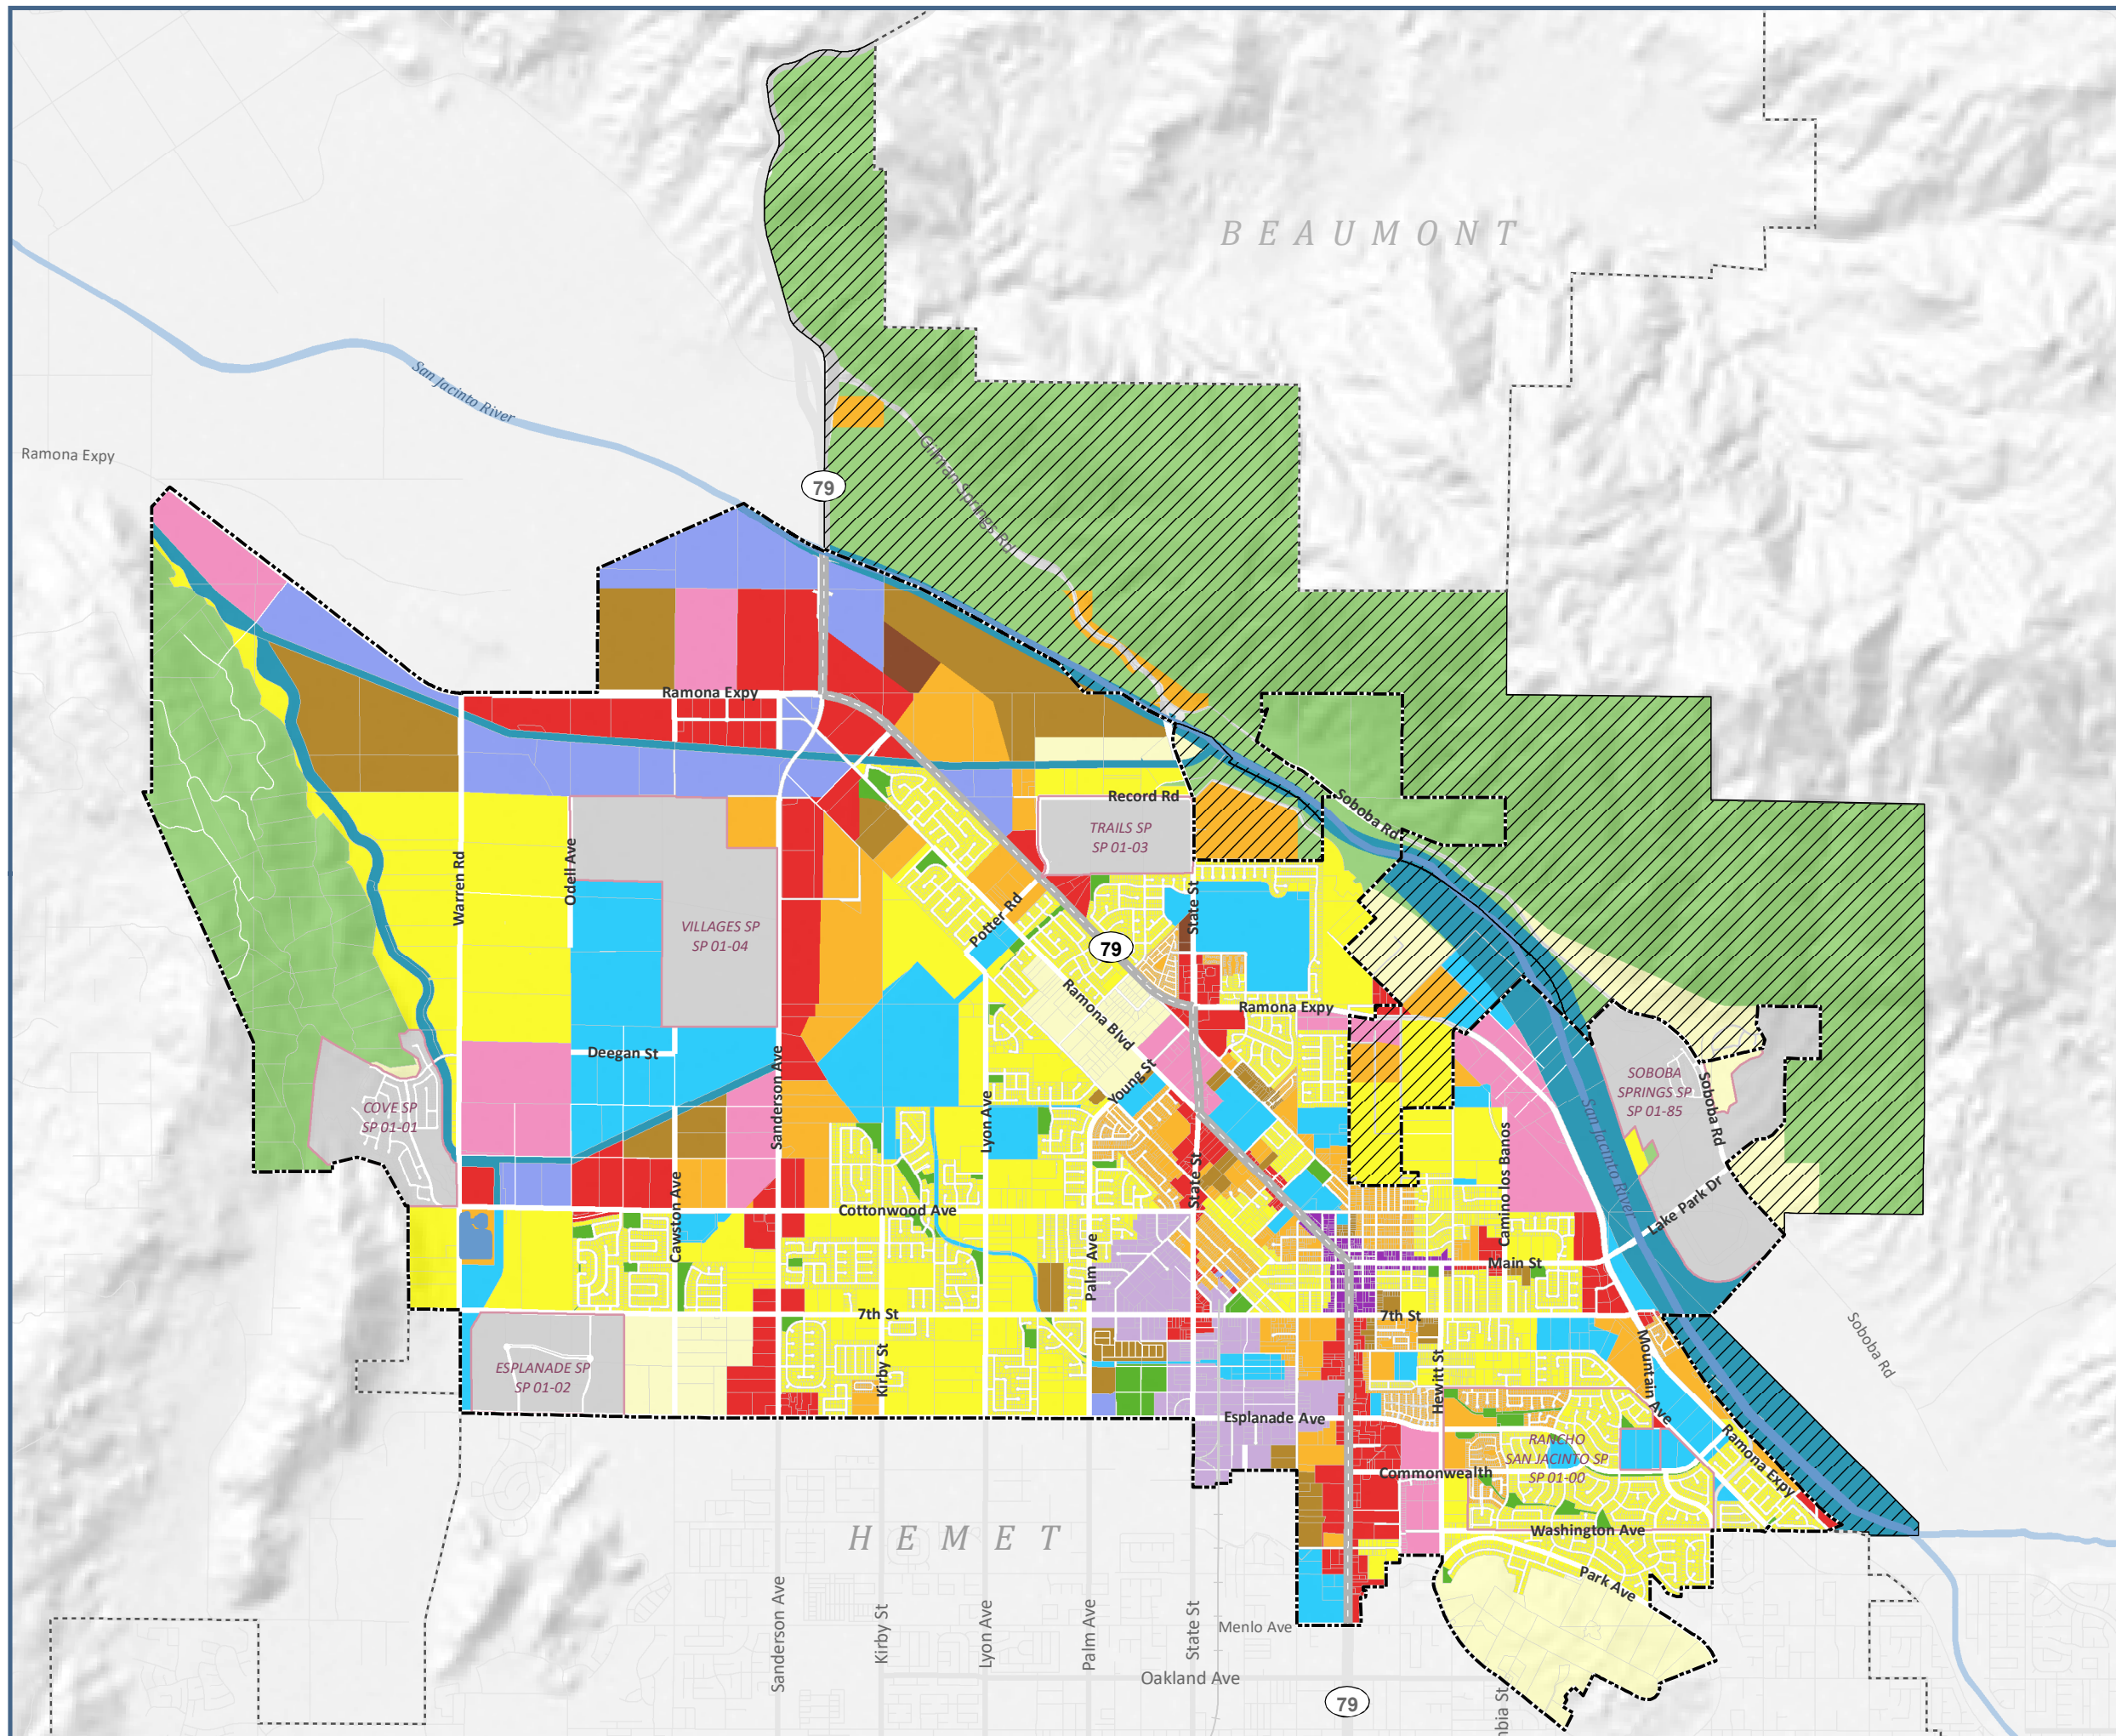 BEAUMONT
San Jacinto River
Ramona Expy
79
Gilman Springs Rd
Ramona Expy
Record Rd
Soboba Rd
TRAILS SP
SP 01-03
Warren Rd
Odell Ave
VILLAGES SP
SP 01-04
Potter Rd
State St
79
Ramona Blvd
Ramona Expy
Deegan St
Young St
Sanderson Ave
Lyon Ave
COVE SP
SP 01-01
SOBOBA
SPRINGS SP
SP 01-85
Soboba Rd
San Jacinto River
Camino los Banos
State St
Cawston Ave
Cottonwood Ave
Lake Park Dr
Palm Ave
Main St
7th St
7th St
Soboba Rd
ESPLANADE SP
SP 01-02
Kirby St
Hewitt St
Mountain Ave
Esplanade Ave
RANCHO
SAN JACINTO SP
SP 01-00
Ramona Expy
Commonwealth
Washington Ave
HEMET
Park Ave
Sanderson Ave
Kirby St
Lyon Ave
Palm Ave
State St
Menlo Ave
Oakland Ave
79